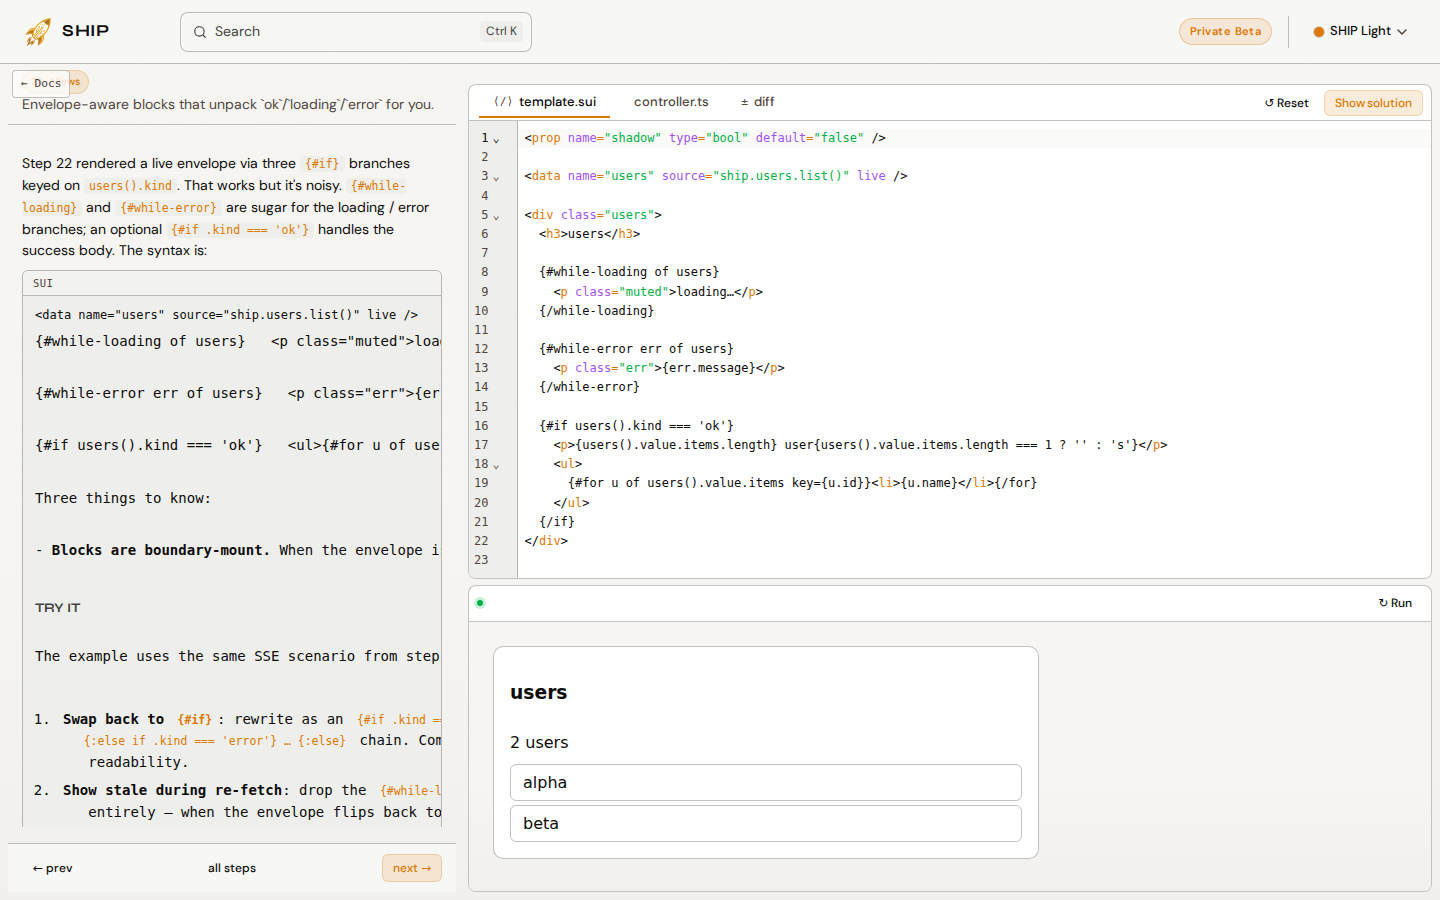 SHIP
Search
Ctrl K
Private Beta
SHIP Light
← Docs
ws
Envelope-aware blocks that unpack `ok`/`loading`/`error` for you.
Step 22 rendered a live envelope via three {#if} branches
keyed on users().kind. That works but it's noisy. {#while-
loading} and {#while-error} are sugar for the loading / error
branches; an optional {#if .kind === 'ok'} handles the
success body. The syntax is:
SUI
<data name="users" source="ship.users.list()" live />
{#while-loading of users}   <p class="muted">loa
{#while-error err of users}   <p class="err">{er
{#if users().kind === 'ok'}   <ul>{#for u of use
Three things to know:
- Blocks are boundary-mount. When the envelope i
TRY IT
The example uses the same SSE scenario from step
1. Swap back to {#if}: rewrite as an {#if .kind =
{:else if .kind === 'error'} … {:else} chain. Com
readability.
2. Show stale during re-fetch: drop the {#while-l
entirely — when the envelope flips back to
← prev
all steps
next →
template.sui
controller.ts
± diff
↺ Reset
Show solution
1 <prop name="shadow" type="bool" default="false" />
2
3 <data name="users" source="ship.users.list()" live />
4
5 <div class="users">
6   <h3>users</h3>
7
8   {#while-loading of users}
9     <p class="muted">loading…</p>
10   {/while-loading}
11
12   {#while-error err of users}
13     <p class="err">{err.message}</p>
14   {/while-error}
15
16   {#if users().kind === 'ok'}
17     <p>{users().value.items.length} user{users().value.items.length === 1 ? '' : 's'}</p>
18     <ul>
19       {#for u of users().value.items key={u.id}}<li>{u.name}</li>{/for}
20     </ul>
21   {/if}
22 </div>
23
↻ Run
users
2 users
alpha
beta